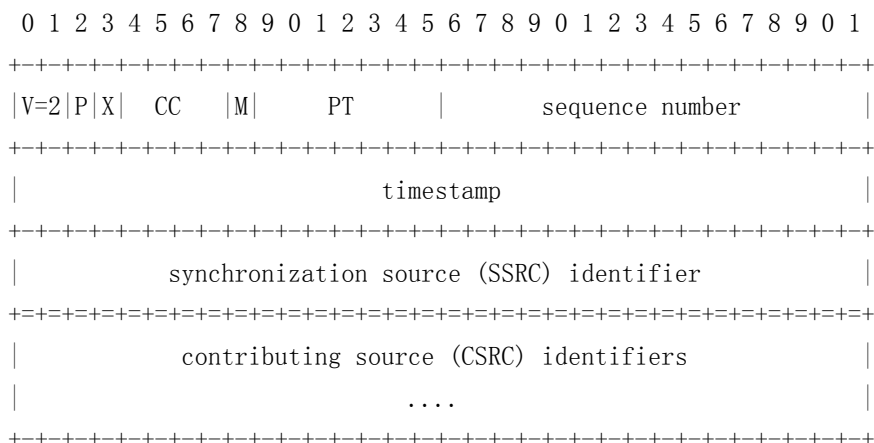 0 1 2 3 4 5 6 7 8 9 0 1 2 3 4 5 6 7 8 9 0 1 2 3 4 5 6 7 8 9 0 1
+-+-+-+-+-+-+-+-+-+-+-+-+-+-+-+-+-+-+-+-+-+-+-+-+-+-+-+-+-+-+-+-+
|V=2|P|X|  CC   |M|     PT      |       sequence number         |
+-+-+-+-+-+-+-+-+-+-+-+-+-+-+-+-+-+-+-+-+-+-+-+-+-+-+-+-+-+-+-+-+
|                           timestamp                           |
+-+-+-+-+-+-+-+-+-+-+-+-+-+-+-+-+-+-+-+-+-+-+-+-+-+-+-+-+-+-+-+-+
|           synchronization source (SSRC) identifier            |
+=+=+=+=+=+=+=+=+=+=+=+=+=+=+=+=+=+=+=+=+=+=+=+=+=+=+=+=+=+=+=+=+
|            contributing source (CSRC) identifiers             |
|                             ....                              |
+-+-+-+-+-+-+-+-+-+-+-+-+-+-+-+-+-+-+-+-+-+-+-+-+-+-+-+-+-+-+-+-+